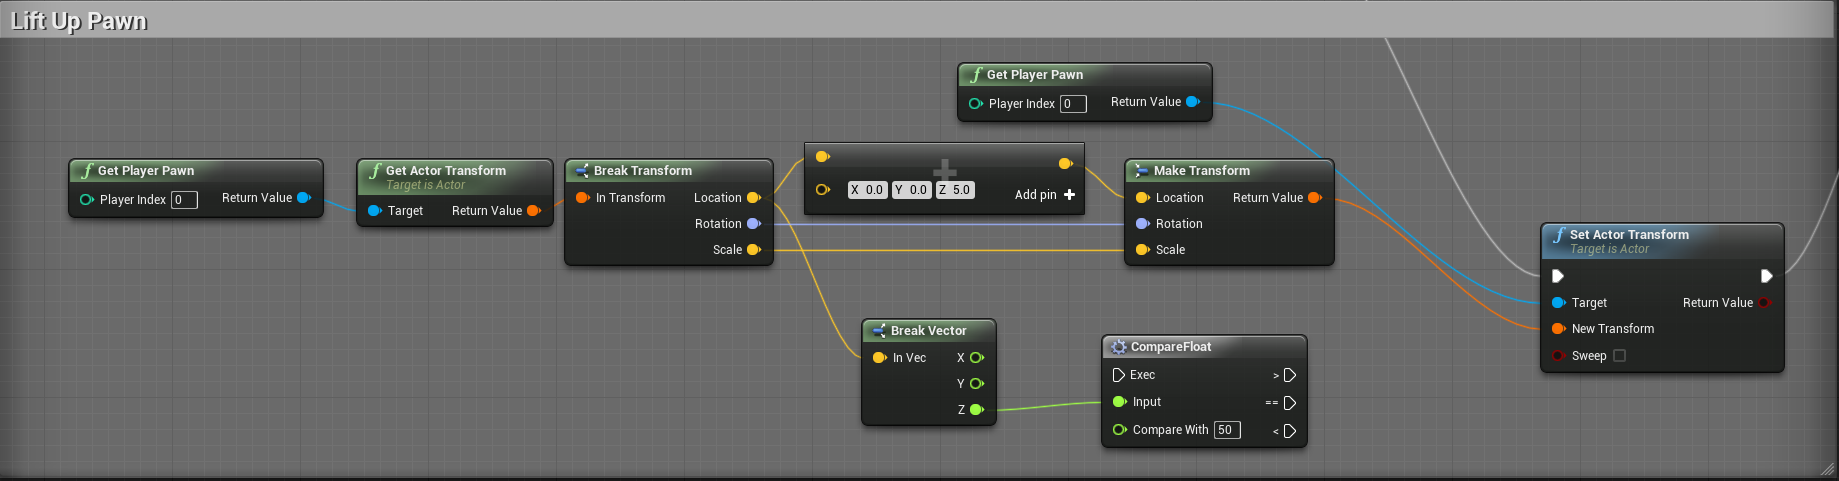 Lift Up Pawn
Get Player Pawn
Player Index 0 Return Value
Get Player Pawn
Player Index 0 Return Value
Get Actor Transform
Target is Actor
Target Return Value
Break Transform
In Transform Location
Rotation
Scale
X 0.0 Y 0.0 Z 5.0
Add pin
Make Transform
Location Return Value
Rotation
Scale
Set Actor Transform
Target is Actor
Target Return Value
New Transform
Sweep
Break Vector
In Vec X
Y
Z
CompareFloat
Exec >
Input ==
Compare With 50 <